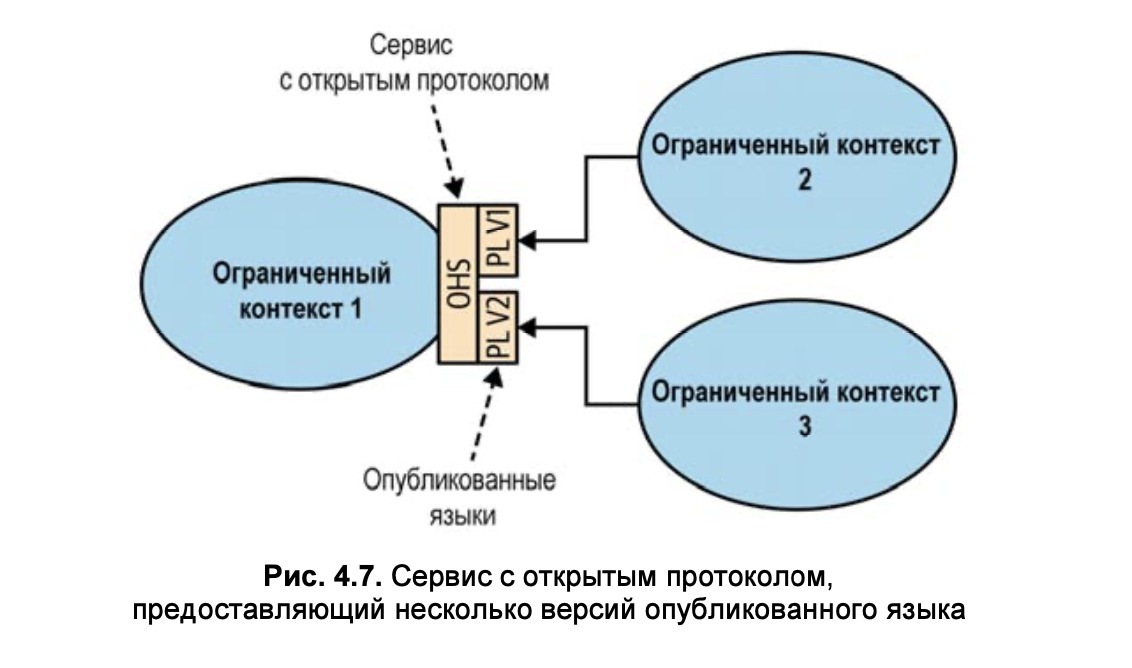 Сервис
с открытым протоколом
Ограниченный контекст
2
Ограниченный
контекст 1
OHS
PL V1
PL V2
Ограниченный контекст
3
Опубликованные
языки
Рис. 4.7. Сервис с открытым протоколом,
предоставляющий несколько версий опубликованного языка